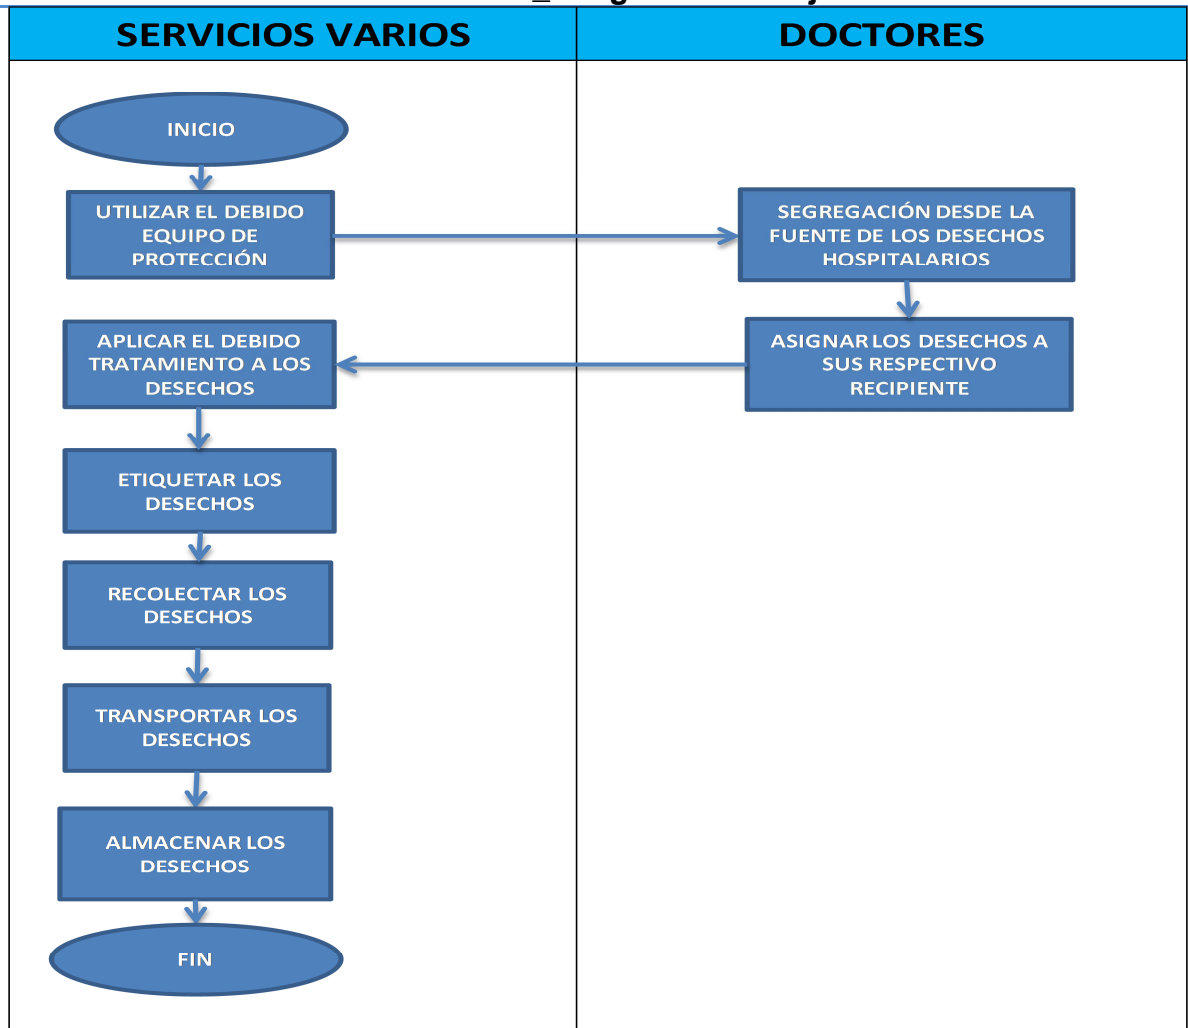 SERVICIOS VARIOS
DOCTORES
INICIO
UTILIZAR EL DEBIDO
EQUIPO DE
PROTECCIÓN
SEGREGACIÓN DESDE LA
FUENTE DE LOS DESECHOS
HOSPITALARIOS
ASIGNAR LOS DESECHOS A
SUS RESPECTIVO
RECIPIENTE
APLICAR EL DEBIDO
TRATAMIENTO A LOS
DESECHOS
ETIQUETAR LOS
DESECHOS
RECOLECTAR LOS
DESECHOS
TRANSPORTAR LOS
DESECHOS
ALMACENAR LOS
DESECHOS
FIN